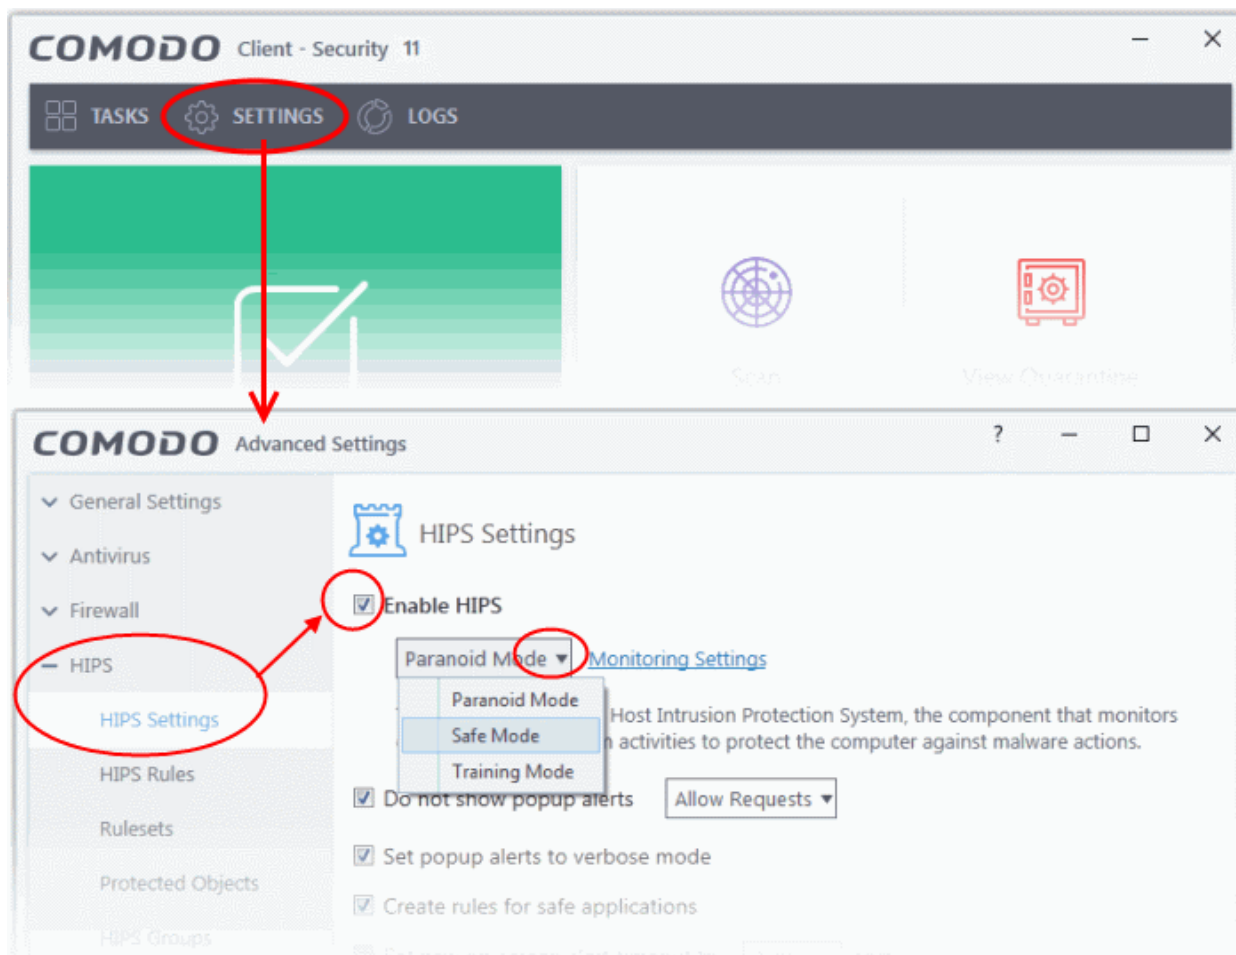 COMODO Client - Security 11
TASKS SETTINGS LOGS
Scan View Quarantine
COMODO Advanced Settings ?
General Settings
HIPS Settings
Antivirus
Firewall
Enable HIPS
HIPS
Paranoid Mode Monitoring Settings
Paranoid Mode
HIPS Settings
Host Intrusion Protection System, the component that monitors
Safe Mode
activities to protect the computer against malware actions.
HIPS Rules
Training Mode
Do not show popup alerts Allow Requests
Rulesets
Set popup alerts to verbose mode
Protected Objects
Create rules for safe applications
HIPS Groups